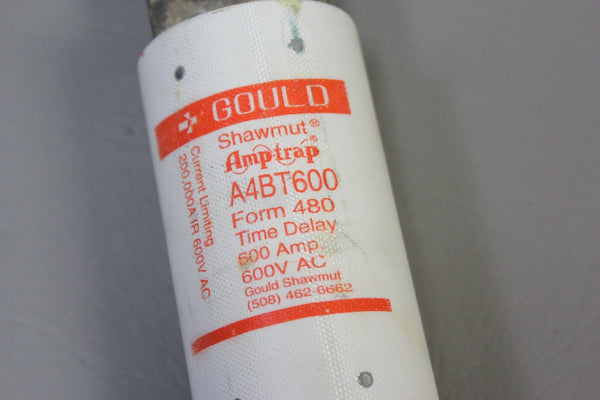 GOULD
Shawmut®
Amp-trap®
A4BT600
Form 480
Time Delay
600 Amp.
600V AC
Gould Shawmut
(508) 462-6662
Current Limiting
200,000A IR 600V AC